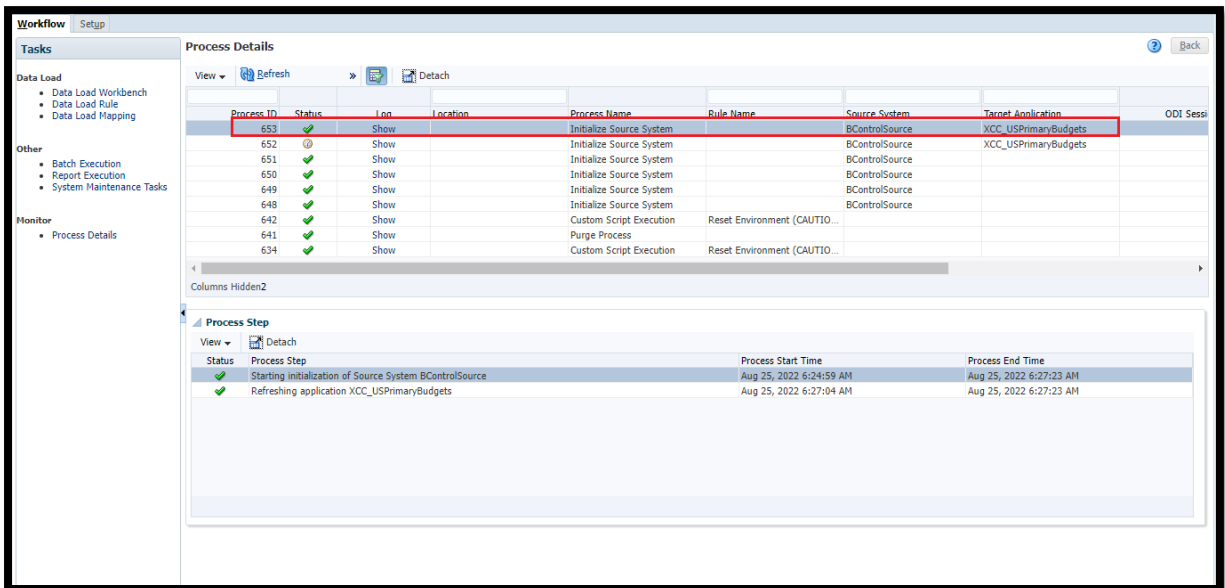 Workflow Setup
Tasks
Data Load
Data Load Workbench
Data Load Rule
Data Load Mapping
Other
Batch Execution
Report Execution
System Maintenance Tasks
Monitor
Process Details
Process Details
? Back
View Refresh » Detach
Process ID Status Log Location Process Name Rule Name Source System Target Application ODI Sessi
653 Show Initialize Source System BControlSource XCC_USPrimaryBudgets
652 Show Initialize Source System BControlSource XCC_USPrimaryBudgets
651 Show Initialize Source System BControlSource
650 Show Initialize Source System BControlSource
649 Show Initialize Source System BControlSource
648 Show Initialize Source System BControlSource
642 Show Custom Script Execution Reset Environment (CAUTIO...
641 Show Purge Process
634 Show Custom Script Execution Reset Environment (CAUTIO...
Columns Hidden2
Process Step
View Detach
Status Process Step Process Start Time Process End Time
Starting initialization of Source System BControlSource Aug 25, 2022 6:24:59 AM Aug 25, 2022 6:27:23 AM
Refreshing application XCC_USPrimaryBudgets Aug 25, 2022 6:27:04 AM Aug 25, 2022 6:27:23 AM